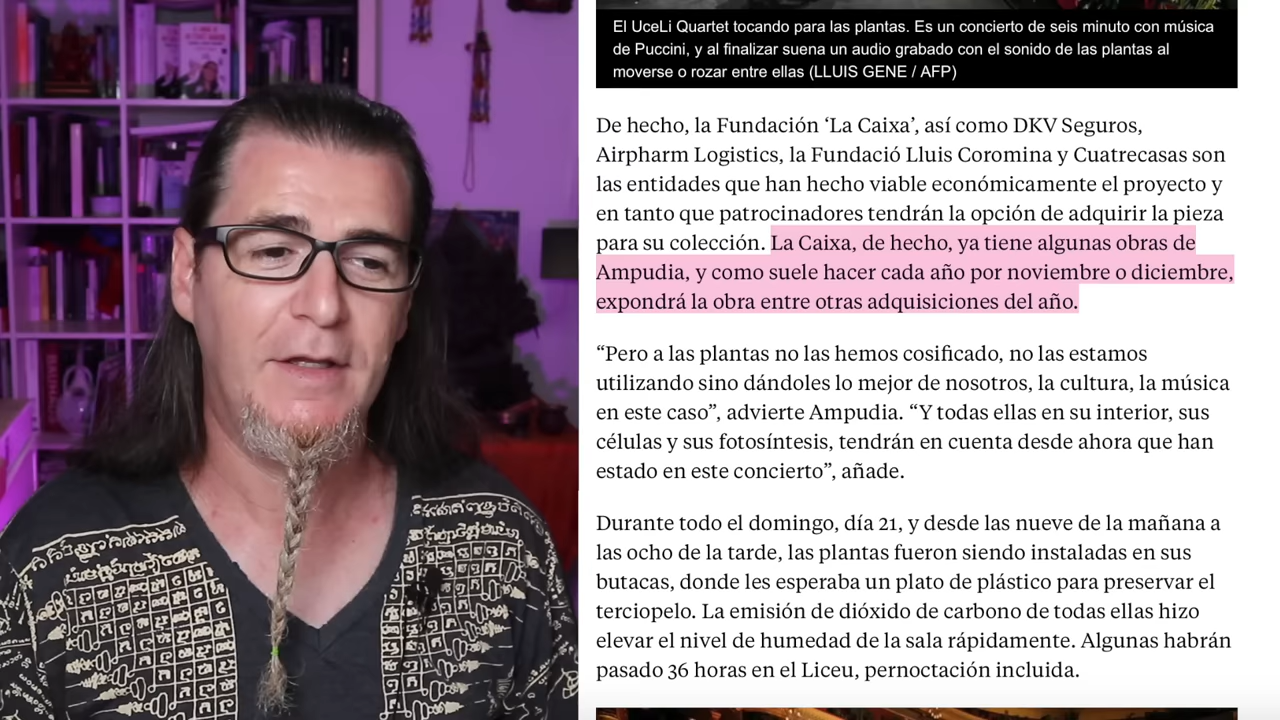 El UceLi Quartet tocando para las plantas. Es un concierto de seis minuto con música
de Puccini, y al finalizar suena un audio grabado con el sonido de las plantas al
moverse o rozar entre ellas (LLUIS GENE / AFP)
De hecho, la Fundación ‘La Caixa’, así como DKV Seguros,
Airpharm Logistics, la Fundació Lluis Coromina y Cuatrecasas son
las entidades que han hecho viable económicamente el proyecto y
en tanto que patrocinadores tendrán la opción de adquirir la pieza
para su colección. La Caixa, de hecho, ya tiene algunas obras de
Ampudia, y como suele hacer cada año por noviembre o diciembre,
expondrá la obra entre otras adquisiciones del año.
“Pero a las plantas no las hemos cosificado, no las estamos
utilizando sino dándoles lo mejor de nosotros, la cultura, la música
en este caso”, advierte Ampudia. “Y todas ellas en su interior, sus
células y sus fotosíntesis, tendrán en cuenta desde ahora que han
estado en este concierto”, añade.
Durante todo el domingo, día 21, y desde las nueve de la mañana a
las ocho de la tarde, las plantas fueron siendo instaladas en sus
butacas, donde les esperaba un plato de plástico para preservar el
terciopelo. La emisión de dióxido de carbono de todas ellas hizo
elevar el nivel de humedad de la sala rápidamente. Algunas habrán
pasado 36 horas en el Liceu, pernoctación incluida.